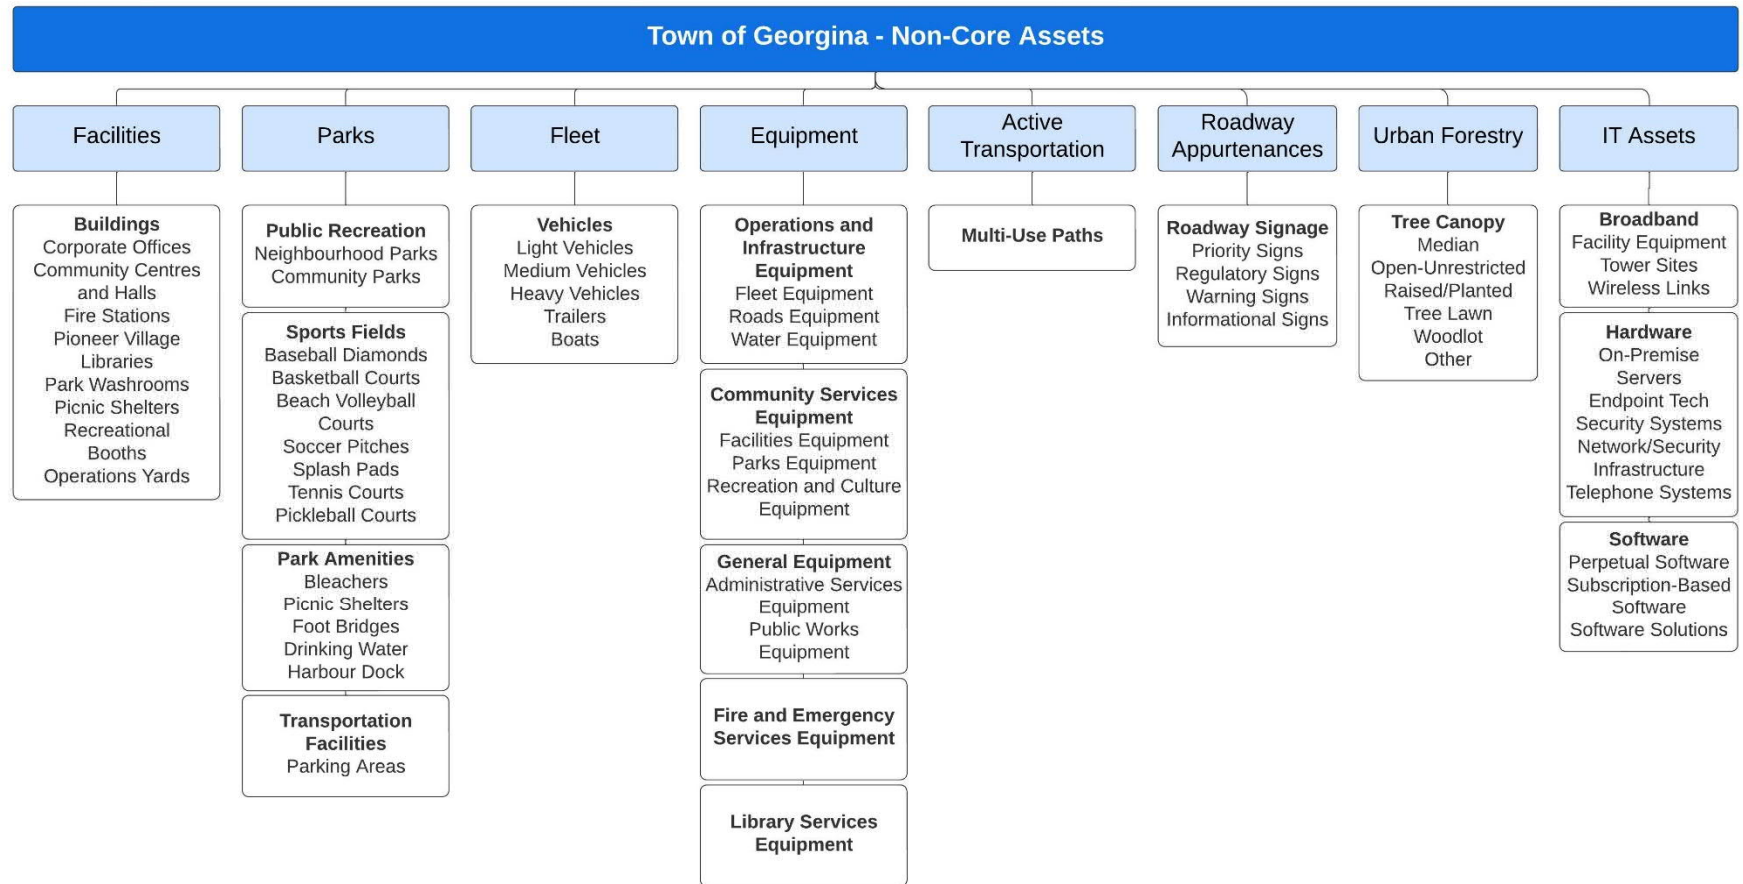 Town of Georgina - Non-Core Assets
Facilities
Buildings
Corporate Offices
Community Centres
and Halls
Fire Stations
Pioneer Village
Libraries
Park Washrooms
Picnic Shelters
Recreational
Booths
Operations Yards
Parks
Public Recreation
Neighbourhood Parks
Community Parks
Sports Fields
Baseball Diamonds
Basketball Courts
Beach Volleyball
Courts
Soccer Pitches
Splash Pads
Tennis Courts
Pickleball Courts
Park Amenities
Bleachers
Picnic Shelters
Foot Bridges
Drinking Water
Harbour Dock
Transportation
Facilities
Parking Areas
Fleet
Vehicles
Light Vehicles
Medium Vehicles
Heavy Vehicles
Trailers
Boats
Equipment
Operations and
Infrastructure
Equipment
Fleet Equipment
Roads Equipment
Water Equipment
Community Services
Equipment
Facilities Equipment
Parks Equipment
Recreation and Culture
Equipment
General Equipment
Administrative Services
Equipment
Public Works
Equipment
Fire and Emergency
Services Equipment
Library Services
Equipment
Active
Transportation
Multi-Use Paths
Roadway
Appurtenances
Roadway Signage
Priority Signs
Regulatory Signs
Warning Signs
Informational Signs
Urban Forestry
Tree Canopy
Median
Open-Unrestricted
Raised/Planted
Tree Lawn
Woodlot
Other
IT Assets
Broadband
Facility Equipment
Tower Sites
Wireless Links
Hardware
On-Premise
Servers
Endpoint Tech
Security Systems
Network/Security
Infrastructure
Telephone Systems
Software
Perpetual Software
Subscription-Based
Software
Software Solutions